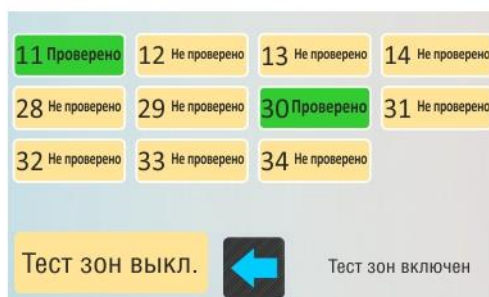 11 Проверено 12 Не проверено 13 Не проверено 14 Не проверено
28 Не проверено 29 Не проверено 30 Проверено 31 Не проверено
32 Не проверено 33 Не проверено 34 Не проверено
Тест зон выкл. Тест зон включен